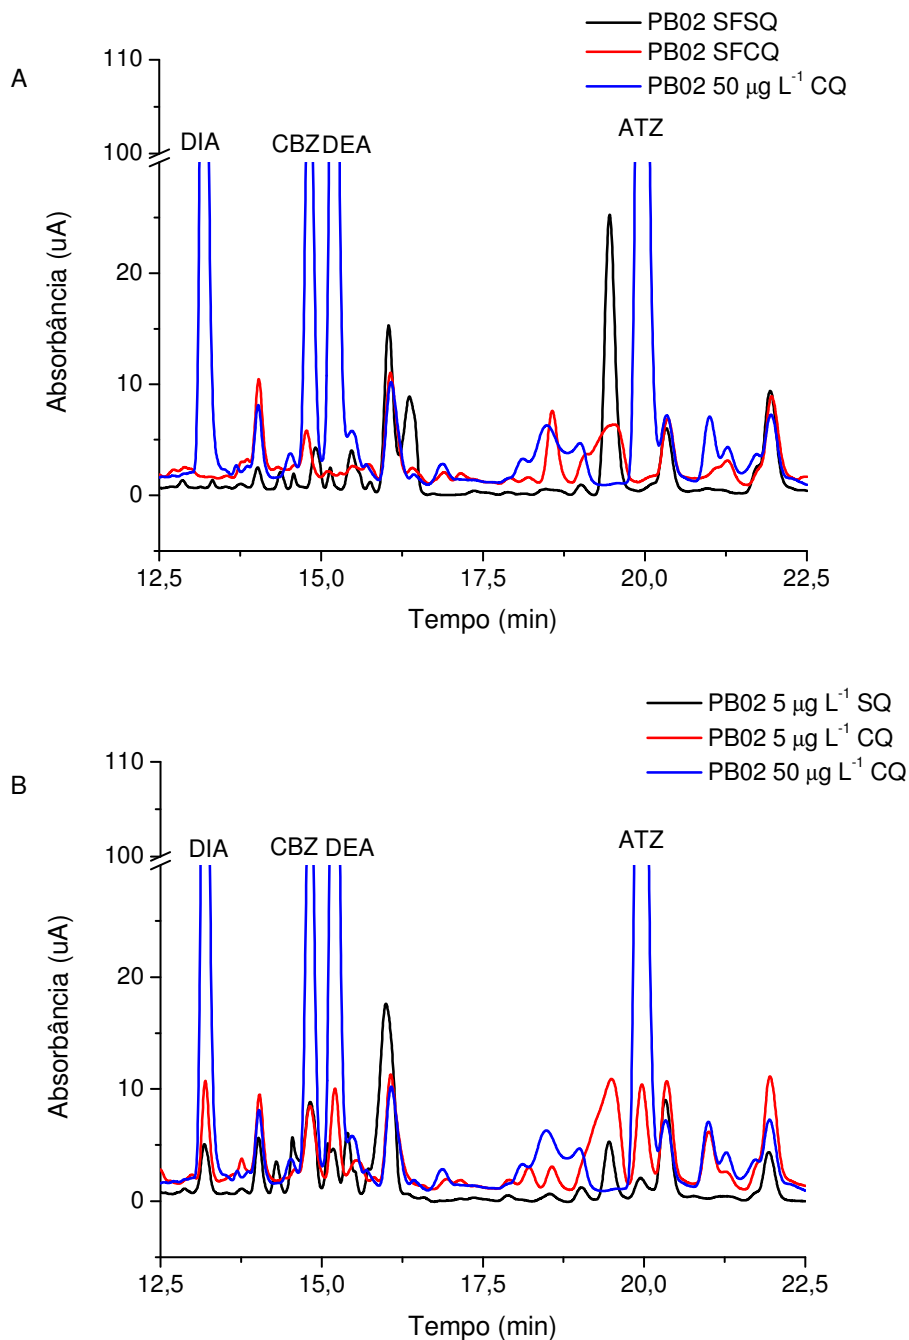 PB02 SFSQ
PB02 SFCQ
PB02 50 µg L⁻¹ CQ
A
110
100
20
10
0
DIA
CBZ
DEA
ATZ
Absorbância (uA)
12,5
15,0
17,5
20,0
22,5
Tempo (min)
PB02 5 µg L⁻¹ SQ
PB02 5 µg L⁻¹ CQ
PB02 50 µg L⁻¹ CQ
B
110
100
20
10
0
DIA
CBZ
DEA
ATZ
Absorbância (uA)
12,5
15,0
17,5
20,0
22,5
Tempo (min)